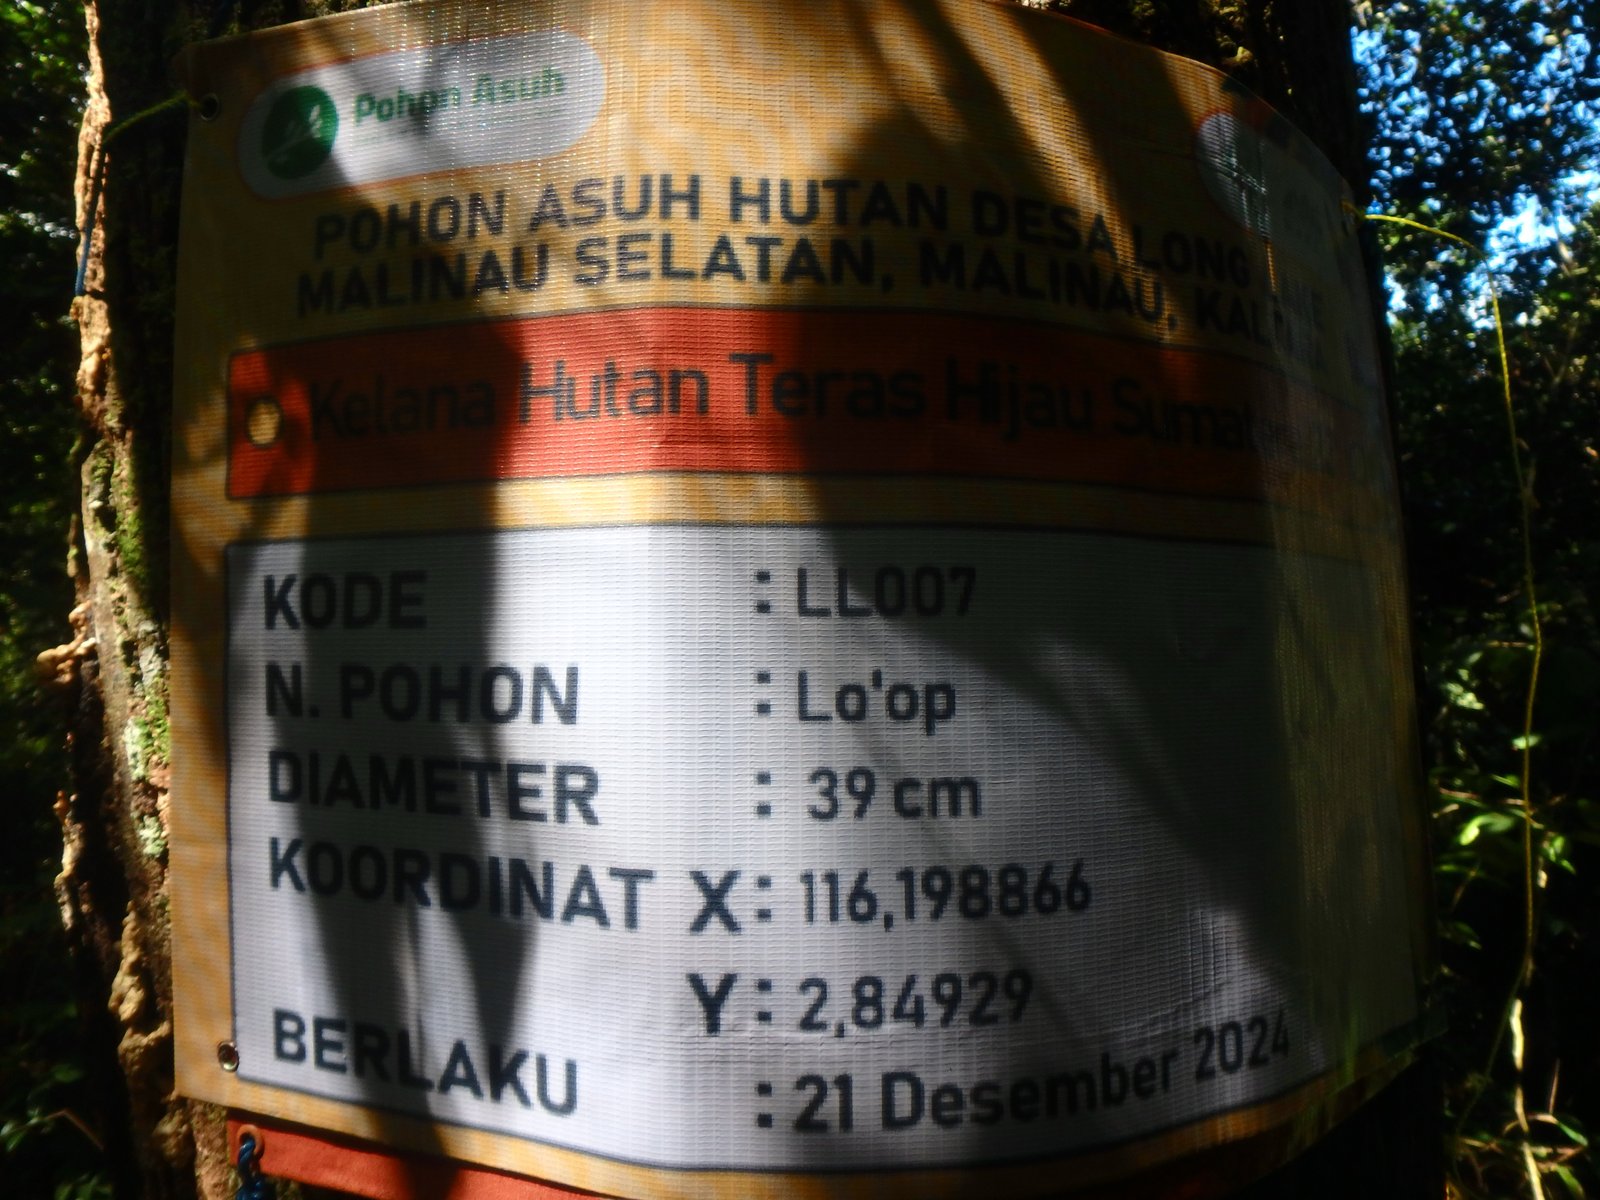 Pohon Asuh
POHON ASUH HUTAN DESA LONG
MALINAU SELATAN, MALINAU,
Kelana Hutan Teras Hijau
KODE : LL007
N. POHON : Lo'op
DIAMETER : 39 cm
KOORDINAT X : 116,198866
Y : 2,84929
BERLAKU : 21 Desember 2024